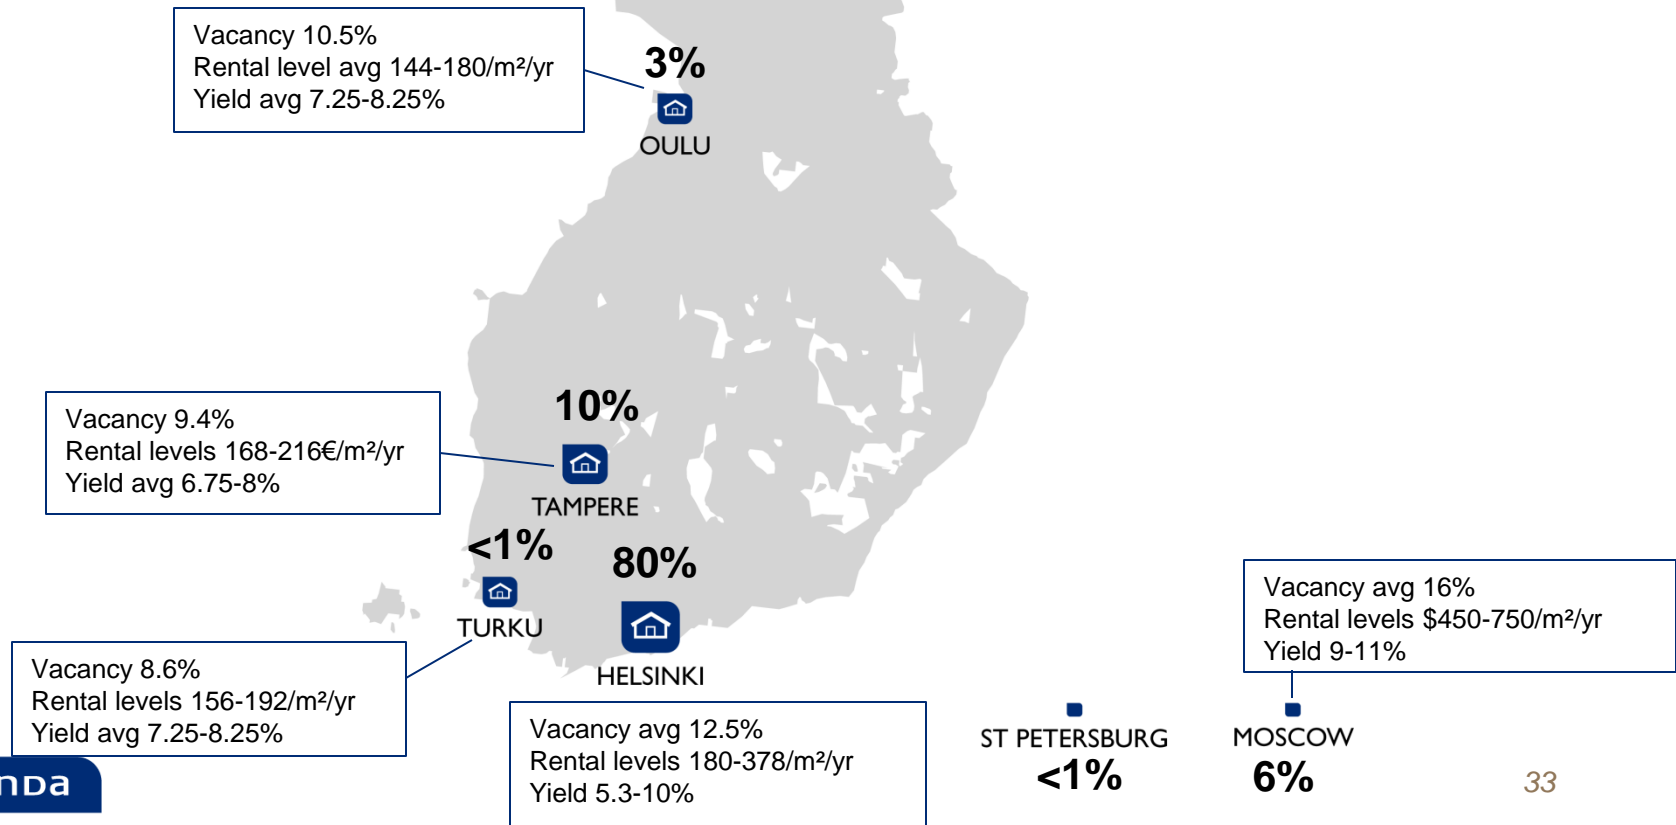 Vacancy 10.5%
Rental level avg 144-180/m²/yr
Yield avg 7.25-8.25%
3%
OULU
Vacancy 9.4%
Rental levels 168-216€/m²/yr
Yield avg 6.75-8%
10%
TAMPERE
<1%
TURKU
80%
HELSINKI
Vacancy 8.6%
Rental levels 156-192/m²/yr
Yield avg 7.25-8.25%
Vacancy avg 12.5%
Rental levels 180-378/m²/yr
Yield 5.3-10%
Vacancy avg 16%
Rental levels $450-750/m²/yr
Yield 9-11%
ST PETERSBURG
<1%
MOSCOW
6%
33